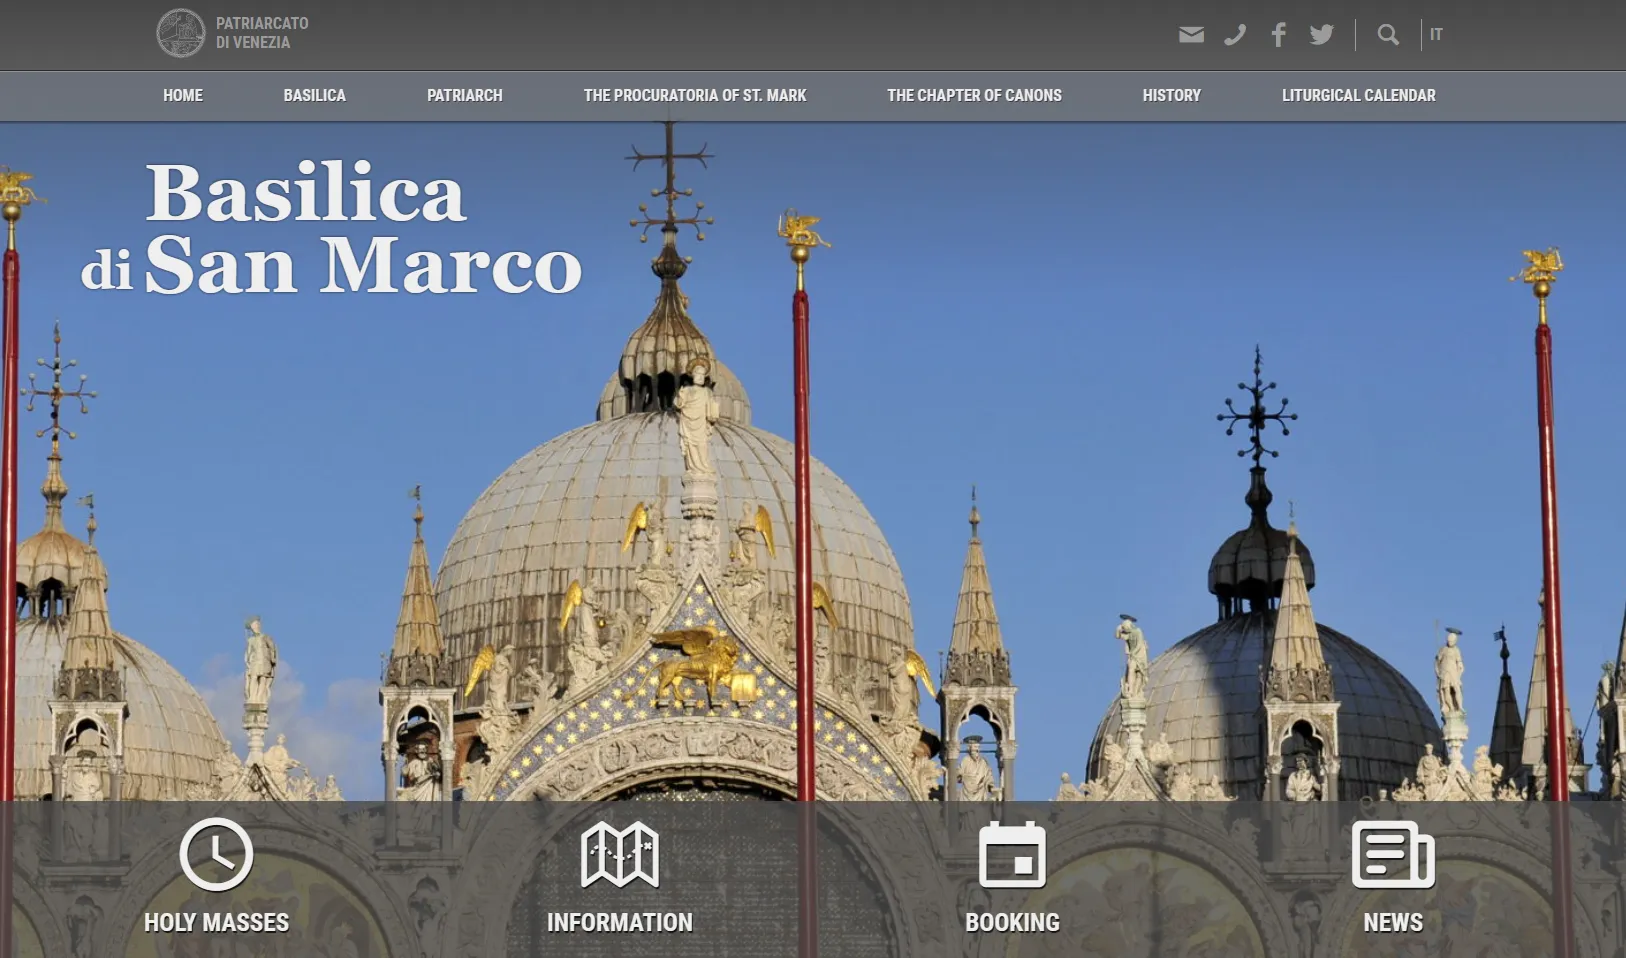 PATRIARCATO
DI VENEZIA
IT
HOME
BASILICA
PATRIARCH
THE PROCURATORIA OF ST. MARK
THE CHAPTER OF CANONS
HISTORY
LITURGICAL CALENDAR
Basilica
di San Marco
HOLY MASSES
INFORMATION
BOOKING
NEWS